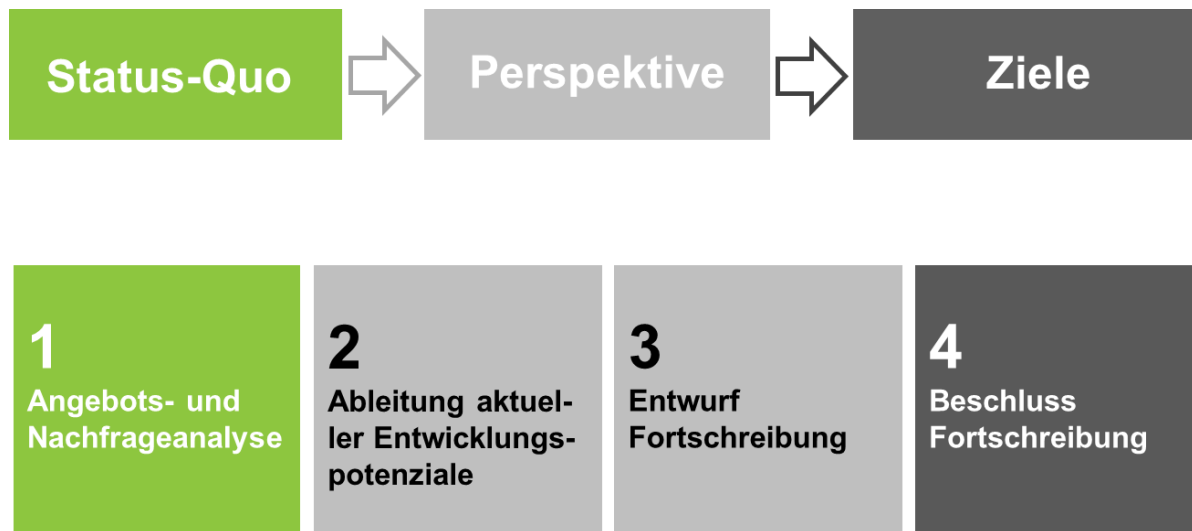 Status-Quo
Perspektive
Ziele
1
Angebots- und
Nachfrageanalyse
2
Ableitung aktuel-
ler Entwicklungs-
potenziale
3
Entwurf
Fortschreibung
4
Beschluss
Fortschreibung